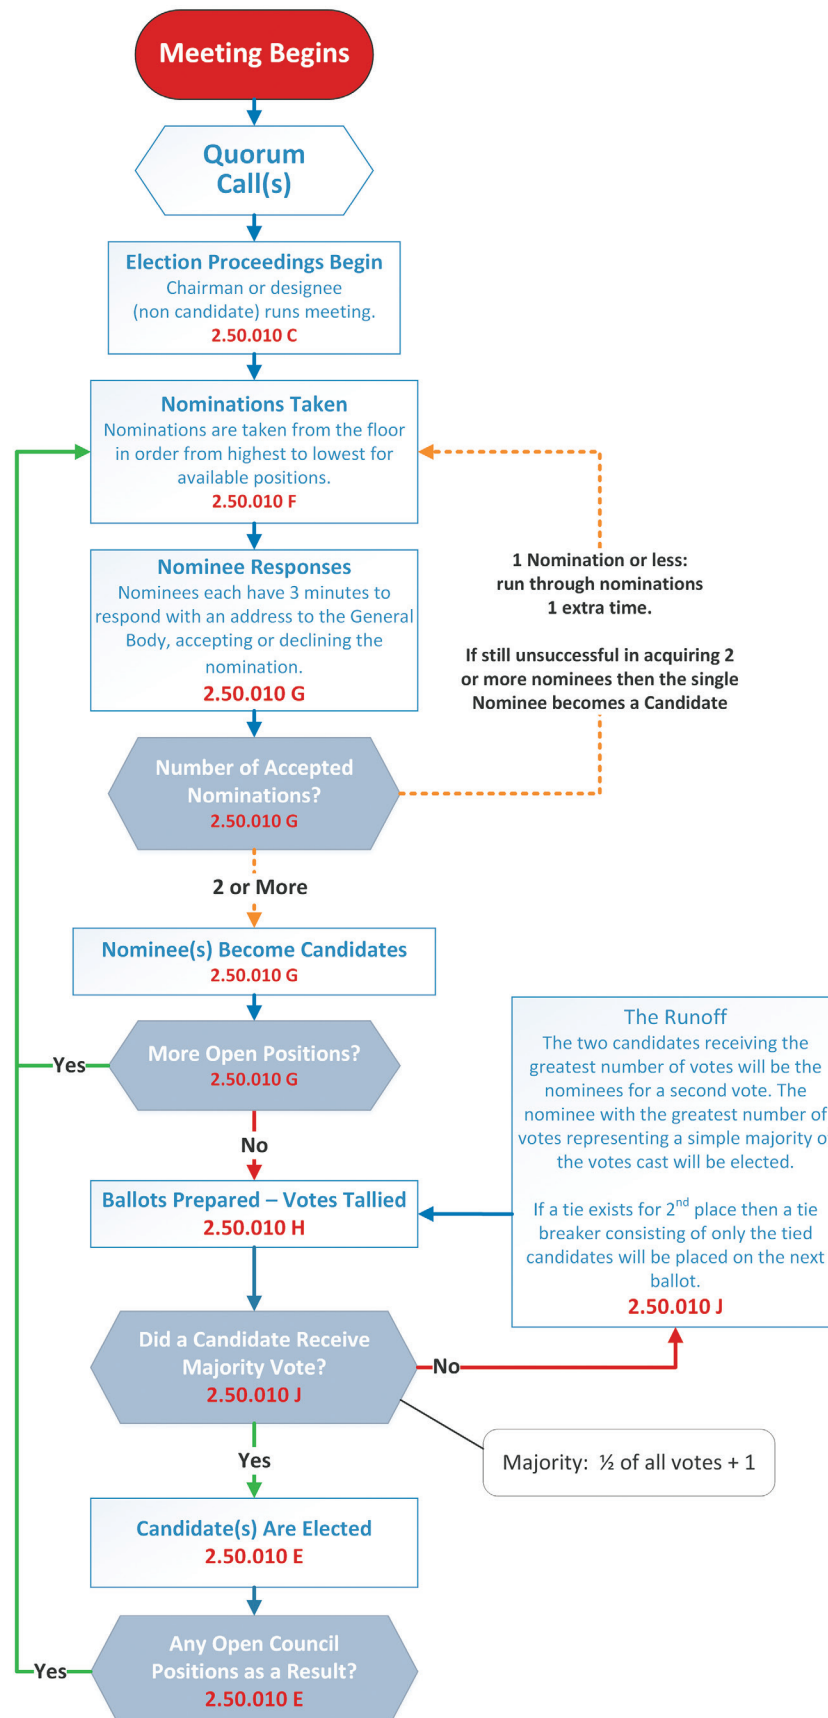 Meeting Begins
Quorum
Call(s)
Election Proceedings Begin
Chairman or designee
(non candidate) runs meeting.
2.50.010 C
Nominations Taken
Nominations are taken from the floor
in order from highest to lowest for
available positions.
2.50.010 F
Nominee Responses
Nominees each have 3 minutes to
respond with an address to the General
Body, accepting or declining the
nomination.
2.50.010 G
1 Nomination or less:
run through nominations
1 extra time.
If still unsuccessful in acquiring 2
or more nominees then the single
Nominee becomes a Candidate
Number of Accepted
Nominations?
2.50.010 G
2 or More
Nominee(s) Become Candidates
2.50.010 G
More Open Positions?
2.50.010 G
Yes
No
Ballots Prepared – Votes Tallied
2.50.010 H
The Runoff
The two candidates receiving the
greatest number of votes will be the
nominees for a second vote. The
nominee with the greatest number of
votes representing a simple majority o
the votes cast will be elected.
If a tie exists for 2nd place then a tie
breaker consisting of only the tied
candidates will be placed on the next
ballot.
2.50.010 J
Did a Candidate Receive
Majority Vote?
2.50.010 J
No
Majority: ½ of all votes + 1
Yes
Candidate(s) Are Elected
2.50.010 E
Any Open Council
Positions as a Result?
2.50.010 E
Yes